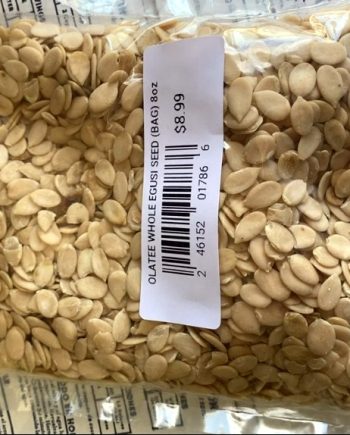 OLATEE WHOLE EGUSI SEED (BAG) 8oz
$8.99
2 46152 01786 6